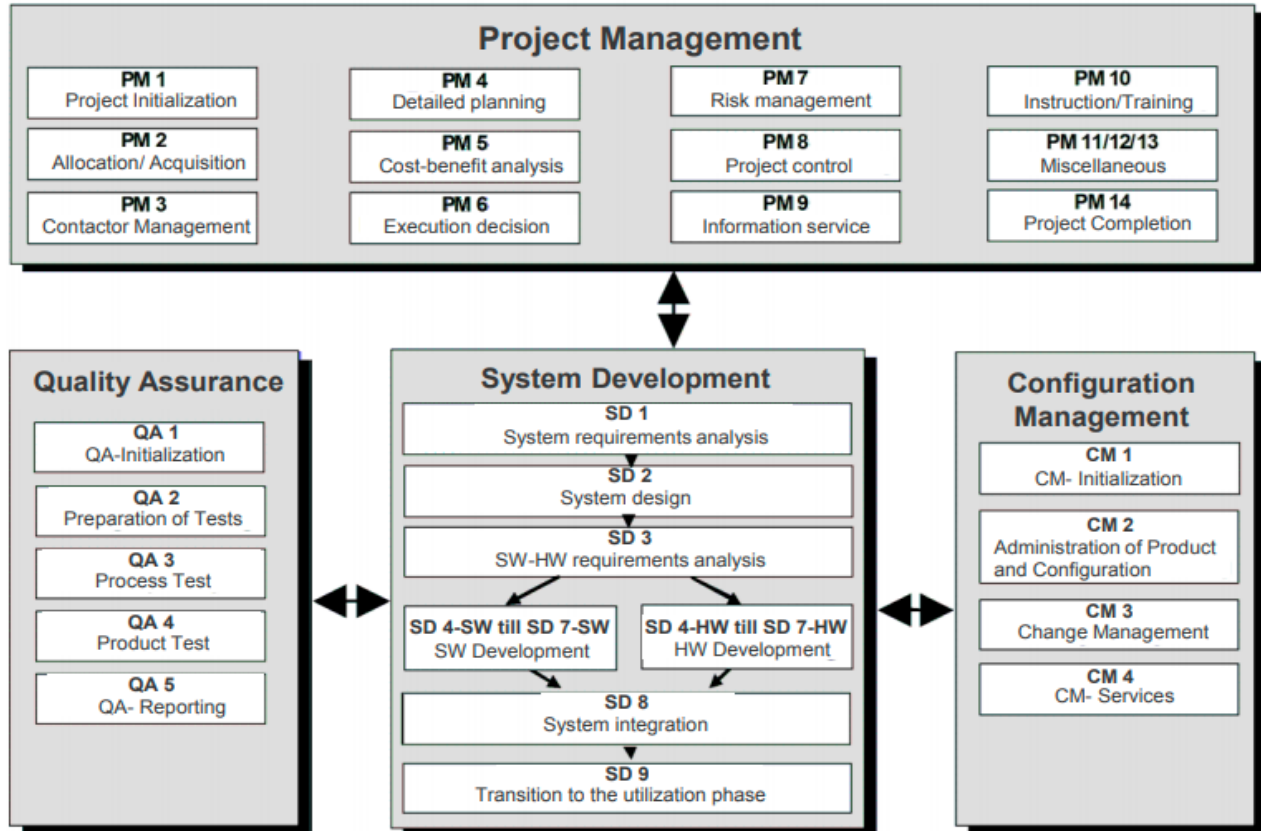 Project Management
PM 1
Project Initialization
PM 2
Allocation/ Acquisition
PM 3
Contactor Management
PM 4
Detailed planning
PM 5
Cost-benefit analysis
PM 6
Execution decision
PM 7
Risk management
PM 8
Project control
PM 9
Information service
PM 10
Instruction/Training
PM 11/12/13
Miscellaneous
PM 14
Project Completion
Quality Assurance
QA 1
QA-Initialization
QA 2
Preparation of Tests
QA 3
Process Test
QA 4
Product Test
QA 5
QA- Reporting
System Development
SD 1
System requirements analysis
SD 2
System design
SD 3
SW-HW requirements analysis
SD 4-SW till SD 7-SW
SW Development
SD 4-HW till SD 7-HW
HW Development
SD 8
System integration
SD 9
Transition to the utilization phase
Configuration
Management
CM 1
CM- Initialization
CM 2
Administration of Product
and Configuration
CM 3
Change Management
CM 4
CM- Services